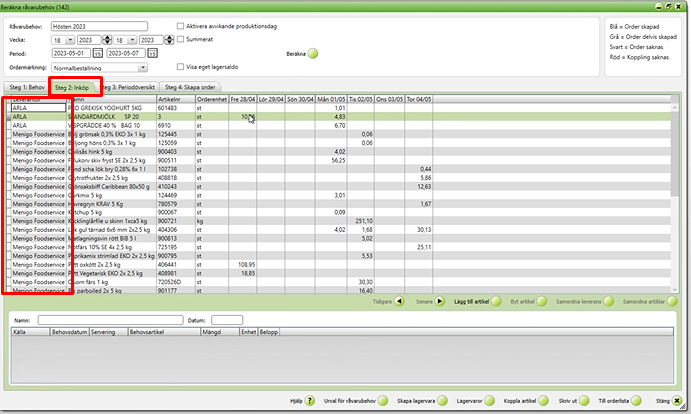 Beräkna råvarubehov (142)
Råvarubehov: Hösten 2023
Aktivera avvikande produktionsdag
Vecka: 18 2023 18 2023
Summerat
Period: 2023-05-01 15 2023-05-07 15
Beräkna
Ordermärkning: Normalbeställning
Visa eget lagersaldo
Blå = Order skapad
Grå = Order delvis skapad
Svart = Order saknas
Röd = Koppling saknas
Steg 1: Behov Steg 2: Inköp Steg 3: Periodöversikt Steg 4: Skapa order
Leverantör Namn Artikelnr Orderenhet Fre 28/04 Lör 29/04 Sön 30/04 Mån 01/05 Tis 02/05 Ons 03/05 Tor 04/05
ARLA GREKISK YOGHURT 5KG 601483 st 1,01
ARLA STANDARDMJÖLK SP 20 3 st 4,83
ARLA VISPGRÄDDE 40 % BAG 10 6910 st 6,70
Menigo Foodservice grönsak 0,3% EKO 3x 1 kg 125445 st 0,06
Menigo Foodservice höns 0,3% 3x 1 kg 125059 st 0,06
Menigo Foodservice hink 5 kg 900403 st 4,02
Menigo Foodservice skiv fryst SE 2x 2,5 kg 900511 st 56,25
Menigo Foodservice Fond scha lök bry 0,28% 6x 1 l 102738 st 0,44
Menigo Foodservice 2x 2,5 kg 408818 st 5,86
Menigo Foodservice Grönsaksbiff Caribbean 80x50 g 410243 st 12,63
Menigo Foodservice 5 kg 124469 st 3,01
Menigo Foodservice Havregryn KRAV 5 Kg 780579 st 1,67
Menigo Foodservice Ketchup 5 kg 900067 st 0,09
Menigo Foodservice Kycklinglårfile u skinn 1xca5 kg 900721 kg 251,10
Menigo Foodservice Lök gul tärnad 6x6 mm 2x2,5 kg 404306 st 4,02 1,68 30,13
Menigo Foodservice Matlagningsvin rött BIB 5 l 900813 st 5,02
Menigo Foodservice Nötfärs 10% SE 4x 2,5 kg 725195 st 25,11
Menigo Foodservice Paprikamix strimlad EKO 2x 2,5 kg 900795 st 5,53
Menigo Foodservice oxkött 2x 2,5 kg 406441 st 108,95
Menigo Foodservice Vegetarisk EKO 2x 2,5 kg 408981 st 18,85
Menigo Foodservice Quorn färs 1 kg 720526D st 30,30
Menigo Foodservice parboiled 2x 5 kg 901177 st 16,40
Tidigare Senare Lägg till artikel Byt artikel Samordna leverans Samordna artiklar
Namn: Datum:
Källa Behovsdatum Servering Behovsartikel Mängd Enhet Belopp
Hjälp ? Urval för råvarubehov Skapa lagervara Lagervaror Koppla artikel Skriv ut Till orderlista Stäng